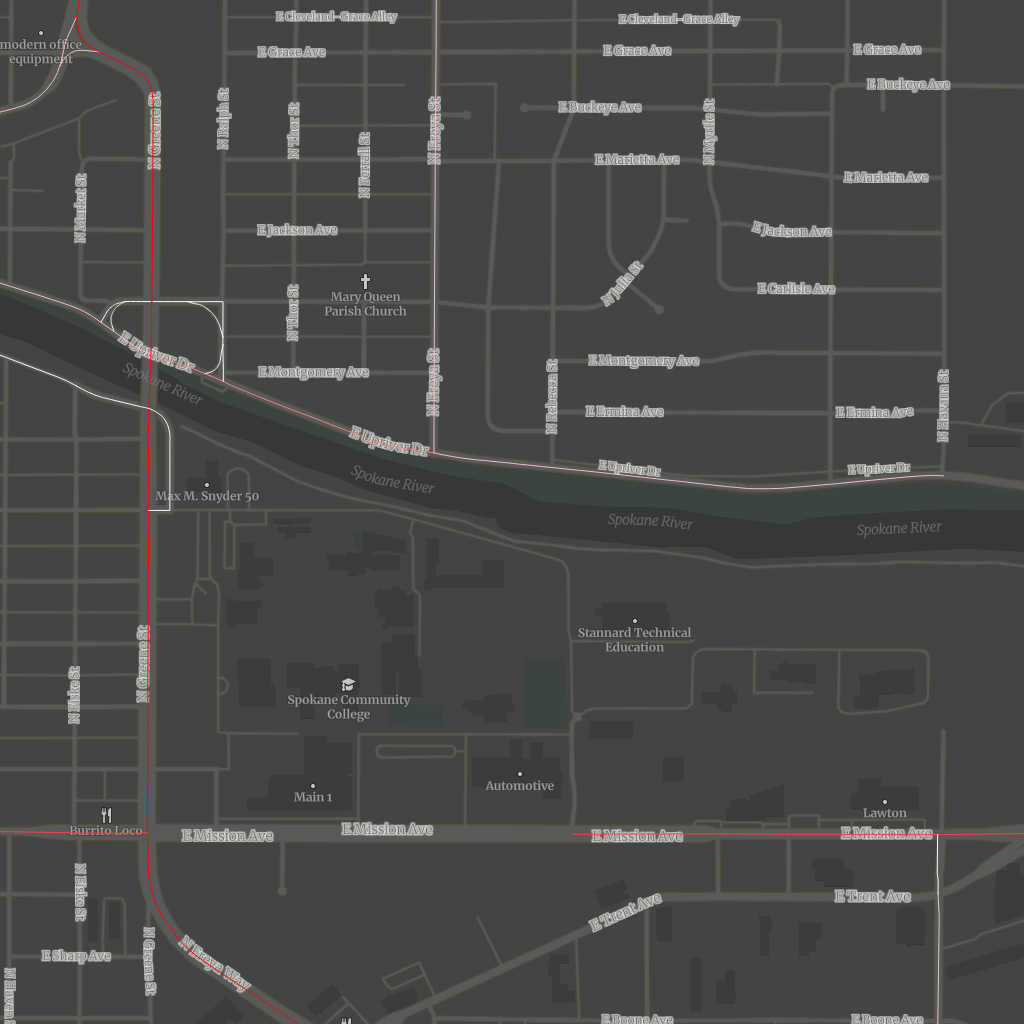 E Cleveland-Grace Alley
E Cleveland-Grace Alley
modern office
equipment
E Grace Ave
E Grace Ave
E Grace Ave
E Buckeye Ave
E Buckeye Ave
N Greene St
N Ralph St
N Thor St
N Ferrall St
N Freya St
N Myrtle St
E Marietta Ave
E Marietta Ave
N Market St
E Jackson Ave
E Jackson Ave
N Julia St
E Carlisle Ave
Mary Queen
Parish Church
N Thor St
E Upriver Dr
Spokane River
E Montgomery Ave
E Montgomery Ave
N Freya St
N Rebecca St
E Ermina Ave
E Ermina Ave
N Havana St
E Upriver Dr
E Upriver Dr
E Upriver Dr
Spokane River
Max M. Snyder 50
Spokane River
Spokane River
Stannard Technical
Education
N Greene St
N Fiske St
Spokane Community
College
Main 1
Automotive
Lawton
Burrito Loco
E Mission Ave
E Mission Ave
E Mission Ave
E Mission Ave
N Fiske St
E Trent Ave
E Trent Ave
E Sharp Ave
N Greene St
N Freya Way
N Haven S
E Boone Ave
E Boone Ave